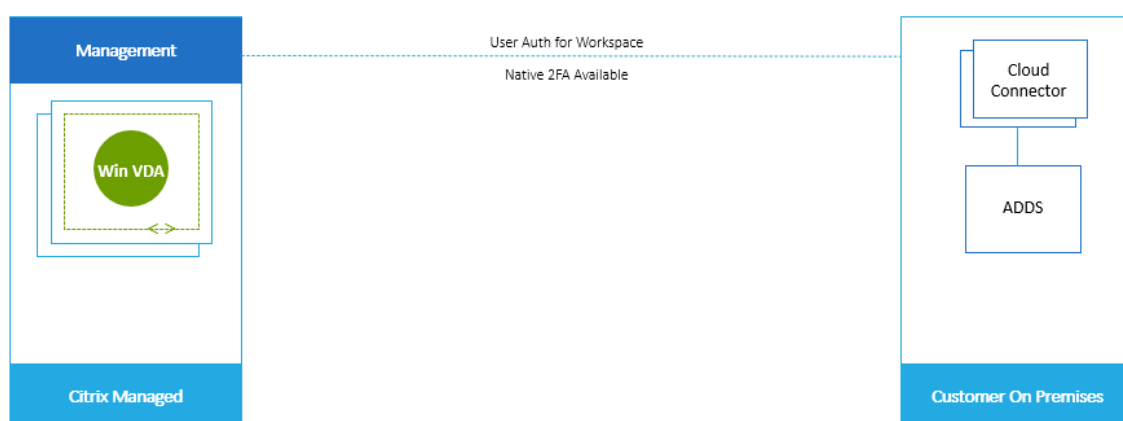 Management
User Auth for Workspace
Native 2FA Available
Cloud
Connector
Win VDA
ADDS
Citrix Managed
Customer On Premises